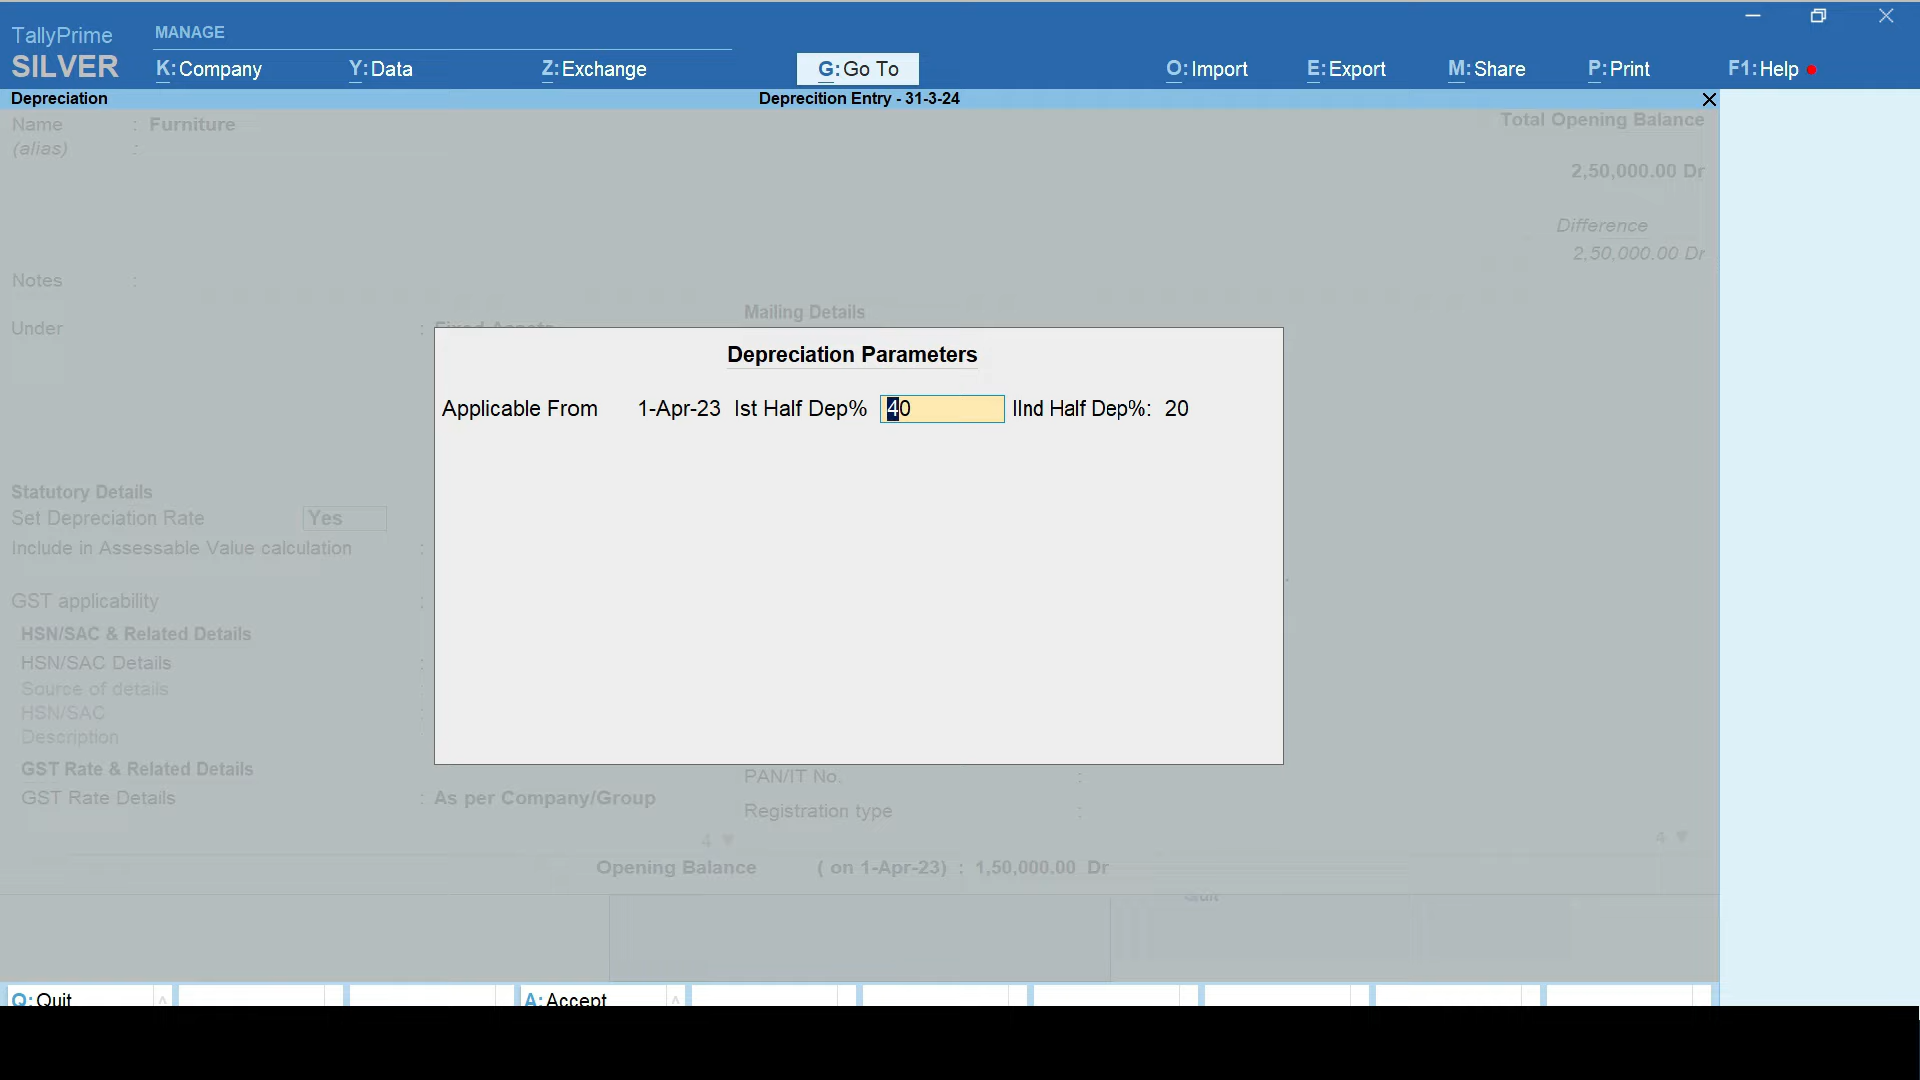 TallyPrime
SILVER
MANAGE
K:Company Y:Data Z:Exchange G:Go To O:Import E:Export M:Share P:Print F1:Help
Depreciation Deprecition Entry - 31-3-24
Name : Furniture
(alias) :
Total Opening Balance
2,50,000.00 Dr
Difference
2,50,000.00 Dr
Notes :
Mailing Details
Under : Fixed Assets
Depreciation Parameters
Applicable From 1-Apr-23 Ist Half Dep% 40 IInd Half Dep%: 20
Statutory Details
Set Depreciation Rate Yes
Include in Assessable Value calculation :
GST applicability :
HSN/SAC & Related Details
HSN/SAC Details :
Source of details
HSN/SAC :
Description
GST Rate & Related Details
PAN/IT No. :
GST Rate Details : As per Company/Group
Registration type :
4 ▼ 4 ▼
Opening Balance ( on 1-Apr-23) : 1,50,000.00 Dr
Quit
Q:Quit A:Accept